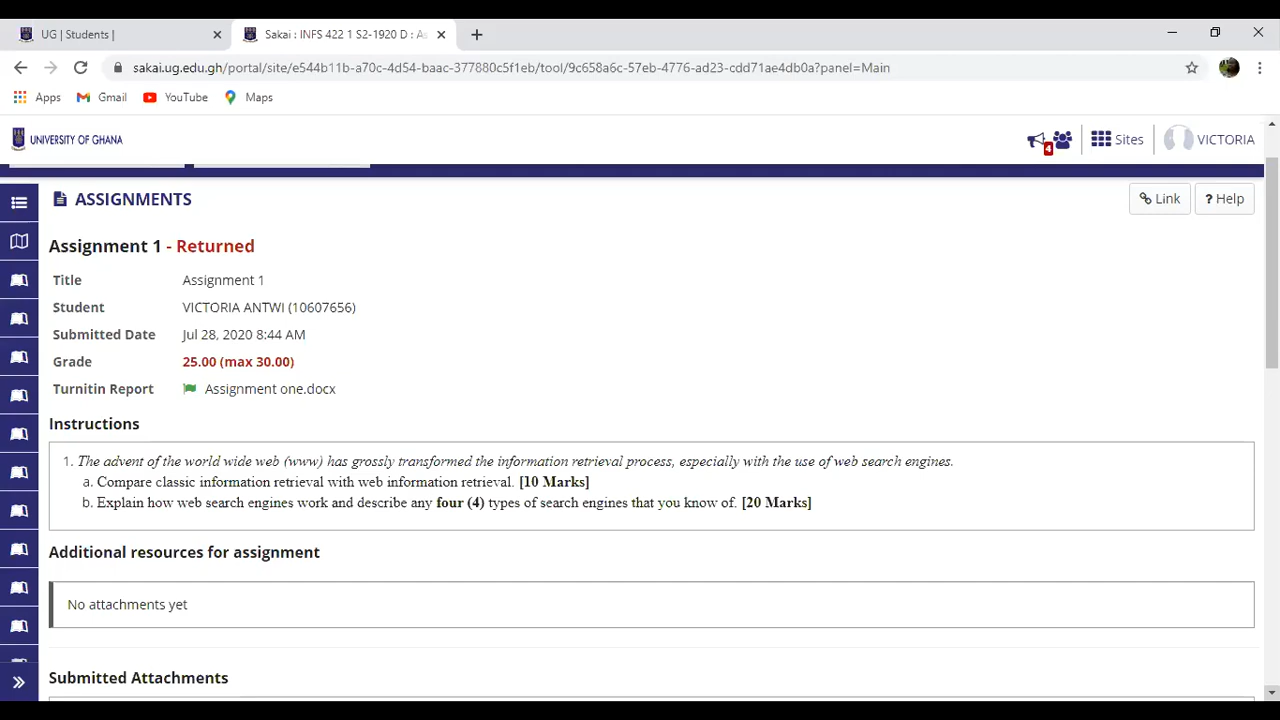 UG | Students |
Sakai : INFS 422 1 S2-1920 D : As
sakai.ug.edu.gh/portal/site/e544b11b-a70c-4d54-baac-377880c5f1eb/tool/9c658a6c-57eb-4776-ad23-cdd71ae4db0a?panel=Main
Apps Gmail YouTube Maps
UNIVERSITY OF GHANA
4 Sites VICTORIA
ASSIGNMENTS
Link ? Help
Assignment 1 - Returned
Title Assignment 1
Student VICTORIA ANTWI (10607656)
Submitted Date Jul 28, 2020 8:44 AM
Grade 25.00 (max 30.00)
Turnitin Report Assignment one.docx
Instructions
1. The advent of the world wide web (www) has grossly transformed the information retrieval process, especially with the use of web search engines.
a. Compare classic information retrieval with web information retrieval. [10 Marks]
b. Explain how web search engines work and describe any four (4) types of search engines that you know of. [20 Marks]
Additional resources for assignment
No attachments yet
Submitted Attachments